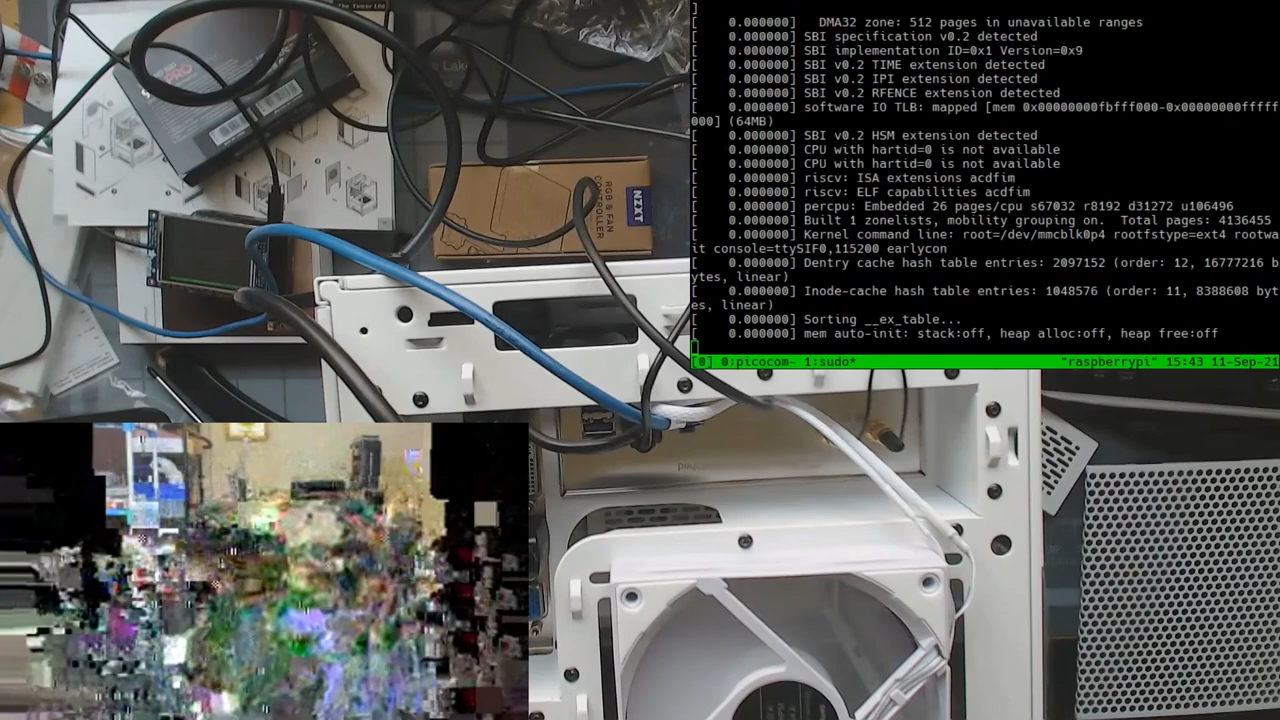 ]
[    0.000000]   DMA32 zone: 512 pages in unavailable ranges
[    0.000000] SBI specification v0.2 detected
[    0.000000] SBI implementation ID=0x1 Version=0x9
[    0.000000] SBI v0.2 TIME extension detected
[    0.000000] SBI v0.2 IPI extension detected
[    0.000000] SBI v0.2 RFENCE extension detected
[    0.000000] software IO TLB: mapped [mem 0x00000000fbfff000-0x00000000fffff
000] (64MB)
[    0.000000] SBI v0.2 HSM extension detected
[    0.000000] CPU with hartid=0 is not available
[    0.000000] CPU with hartid=0 is not available
[    0.000000] riscv: ISA extensions acdfim
[    0.000000] riscv: ELF capabilities acdfim
[    0.000000] percpu: Embedded 26 pages/cpu s67032 r8192 d31272 u106496
[    0.000000] Built 1 zonelists, mobility grouping on.  Total pages: 4136455
[    0.000000] Kernel command line: root=/dev/mmcblk0p4 rootfstype=ext4 rootwa
it console=ttySIF0,115200 earlycon
[    0.000000] Dentry cache hash table entries: 2097152 (order: 12, 16777216 b
ytes, linear)
[    0.000000] Inode-cache hash table entries: 1048576 (order: 11, 8388608 byt
es, linear)
[    0.000000] Sorting __ex_table...
[    0.000000] mem auto-init: stack:off, heap alloc:off, heap free:off
[0] 0:picocom- 1:sudo* "raspberrypi" 15:43 11-Sep-21
The Tower
PRO
Lake
NZXT
RGB & FAN
CONTROLLER